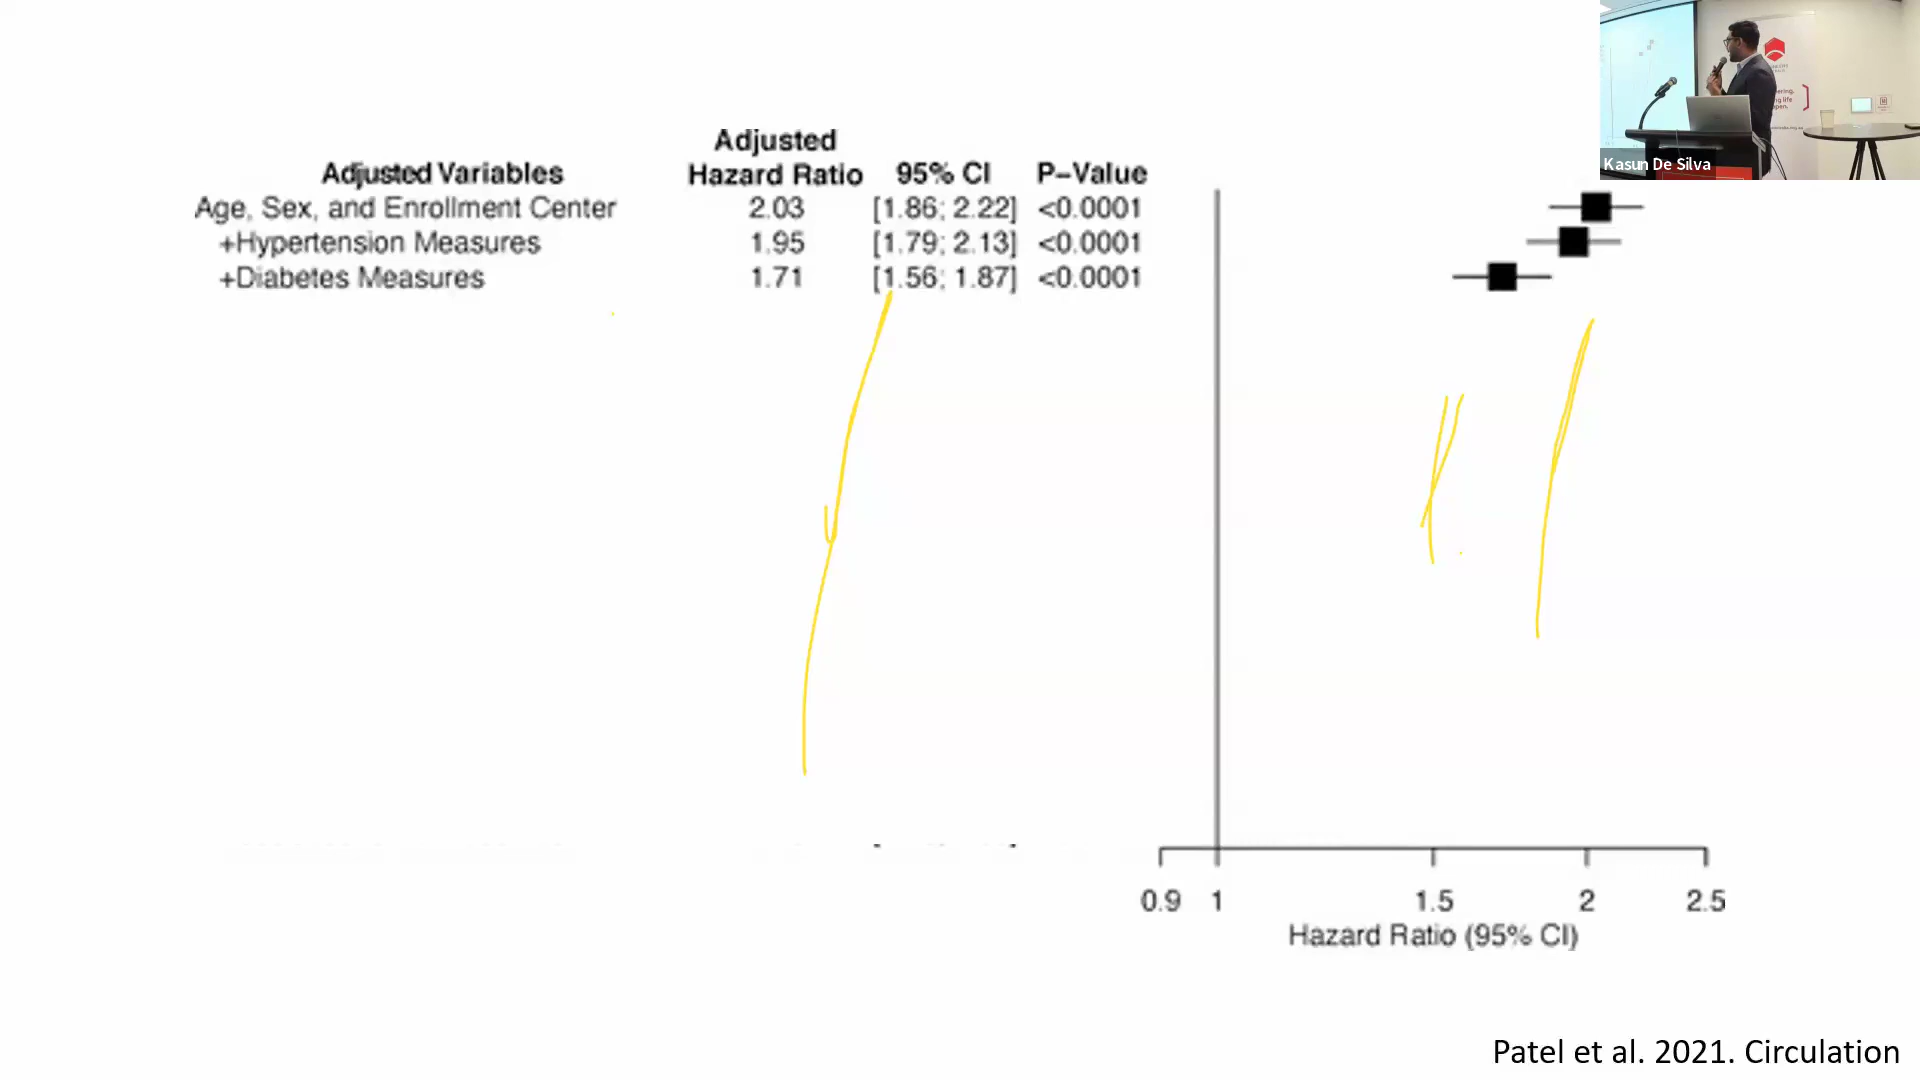 Adjusted
Adjusted Variables Hazard Ratio 95% CI P-Value
Age, Sex, and Enrollment Center 2.03 [1.86; 2.22] <0.0001
+Hypertension Measures 1.95 [1.79; 2.13] <0.0001
+Diabetes Measures 1.71 [1.56; 1.87] <0.0001
0.9 1 1.5 2 2.5
Hazard Ratio (95% CI)
Patel et al. 2021. Circulation
Kasun De Silva